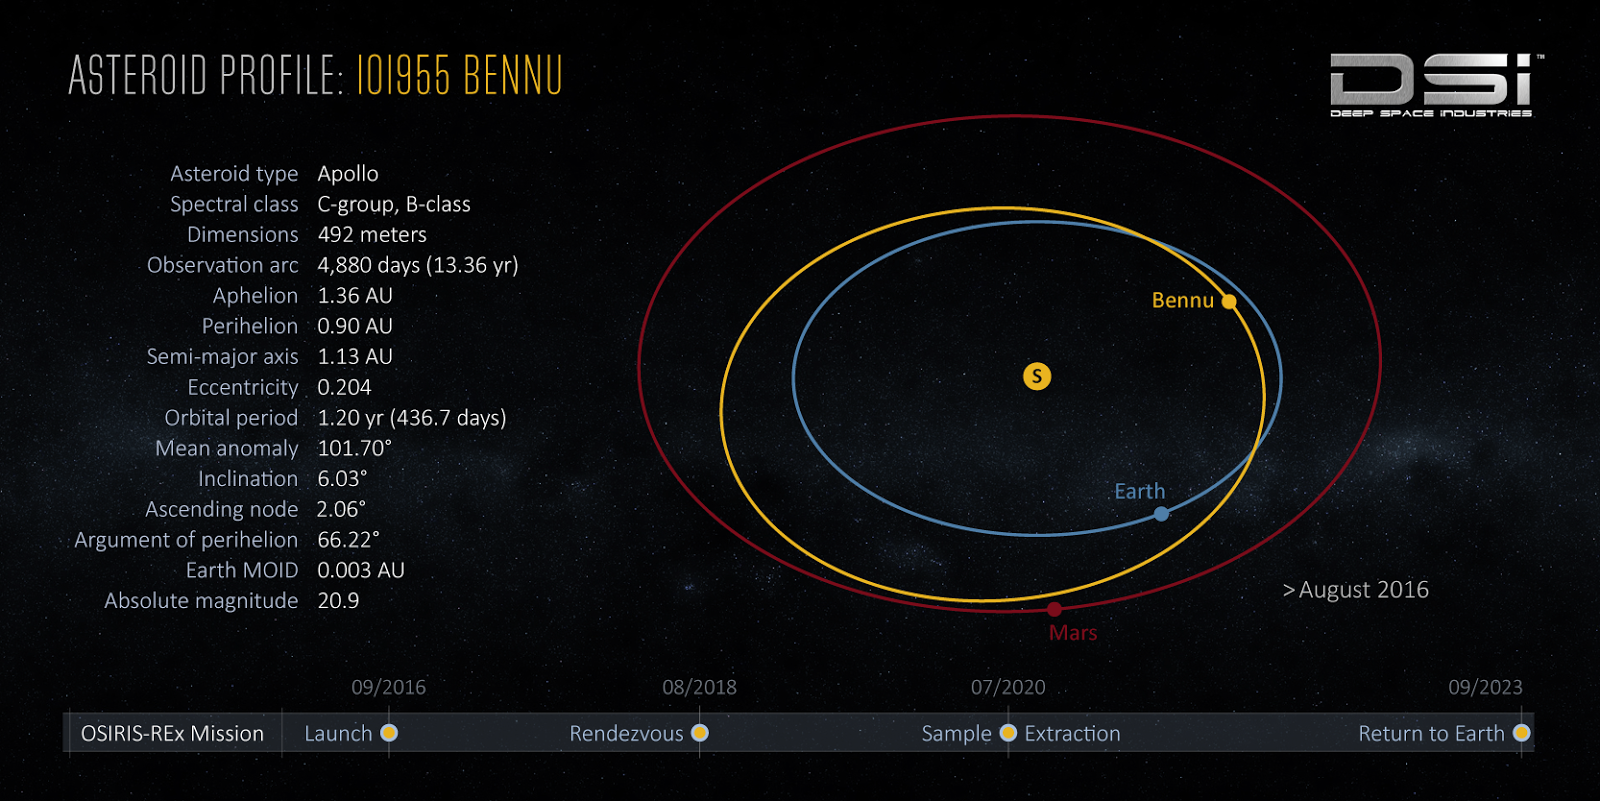 ASTEROID PROFILE: 101955 BENNU
DSI™
DEEP SPACE INDUSTRIES
Asteroid type Apollo
Spectral class C-group, B-class
Dimensions 492 meters
Observation arc 4,880 days (13.36 yr)
Aphelion 1.36 AU
Perihelion 0.90 AU
Semi-major axis 1.13 AU
Eccentricity 0.204
Orbital period 1.20 yr (436.7 days)
Mean anomaly 101.70°
Inclination 6.03°
Ascending node 2.06°
Argument of perihelion 66.22°
Earth MOID 0.003 AU
Absolute magnitude 20.9
Bennu
S
Earth
Mars
>August 2016
09/2016 08/2018 07/2020 09/2023
OSIRIS-REx Mission Launch Rendezvous Sample Extraction Return to Earth